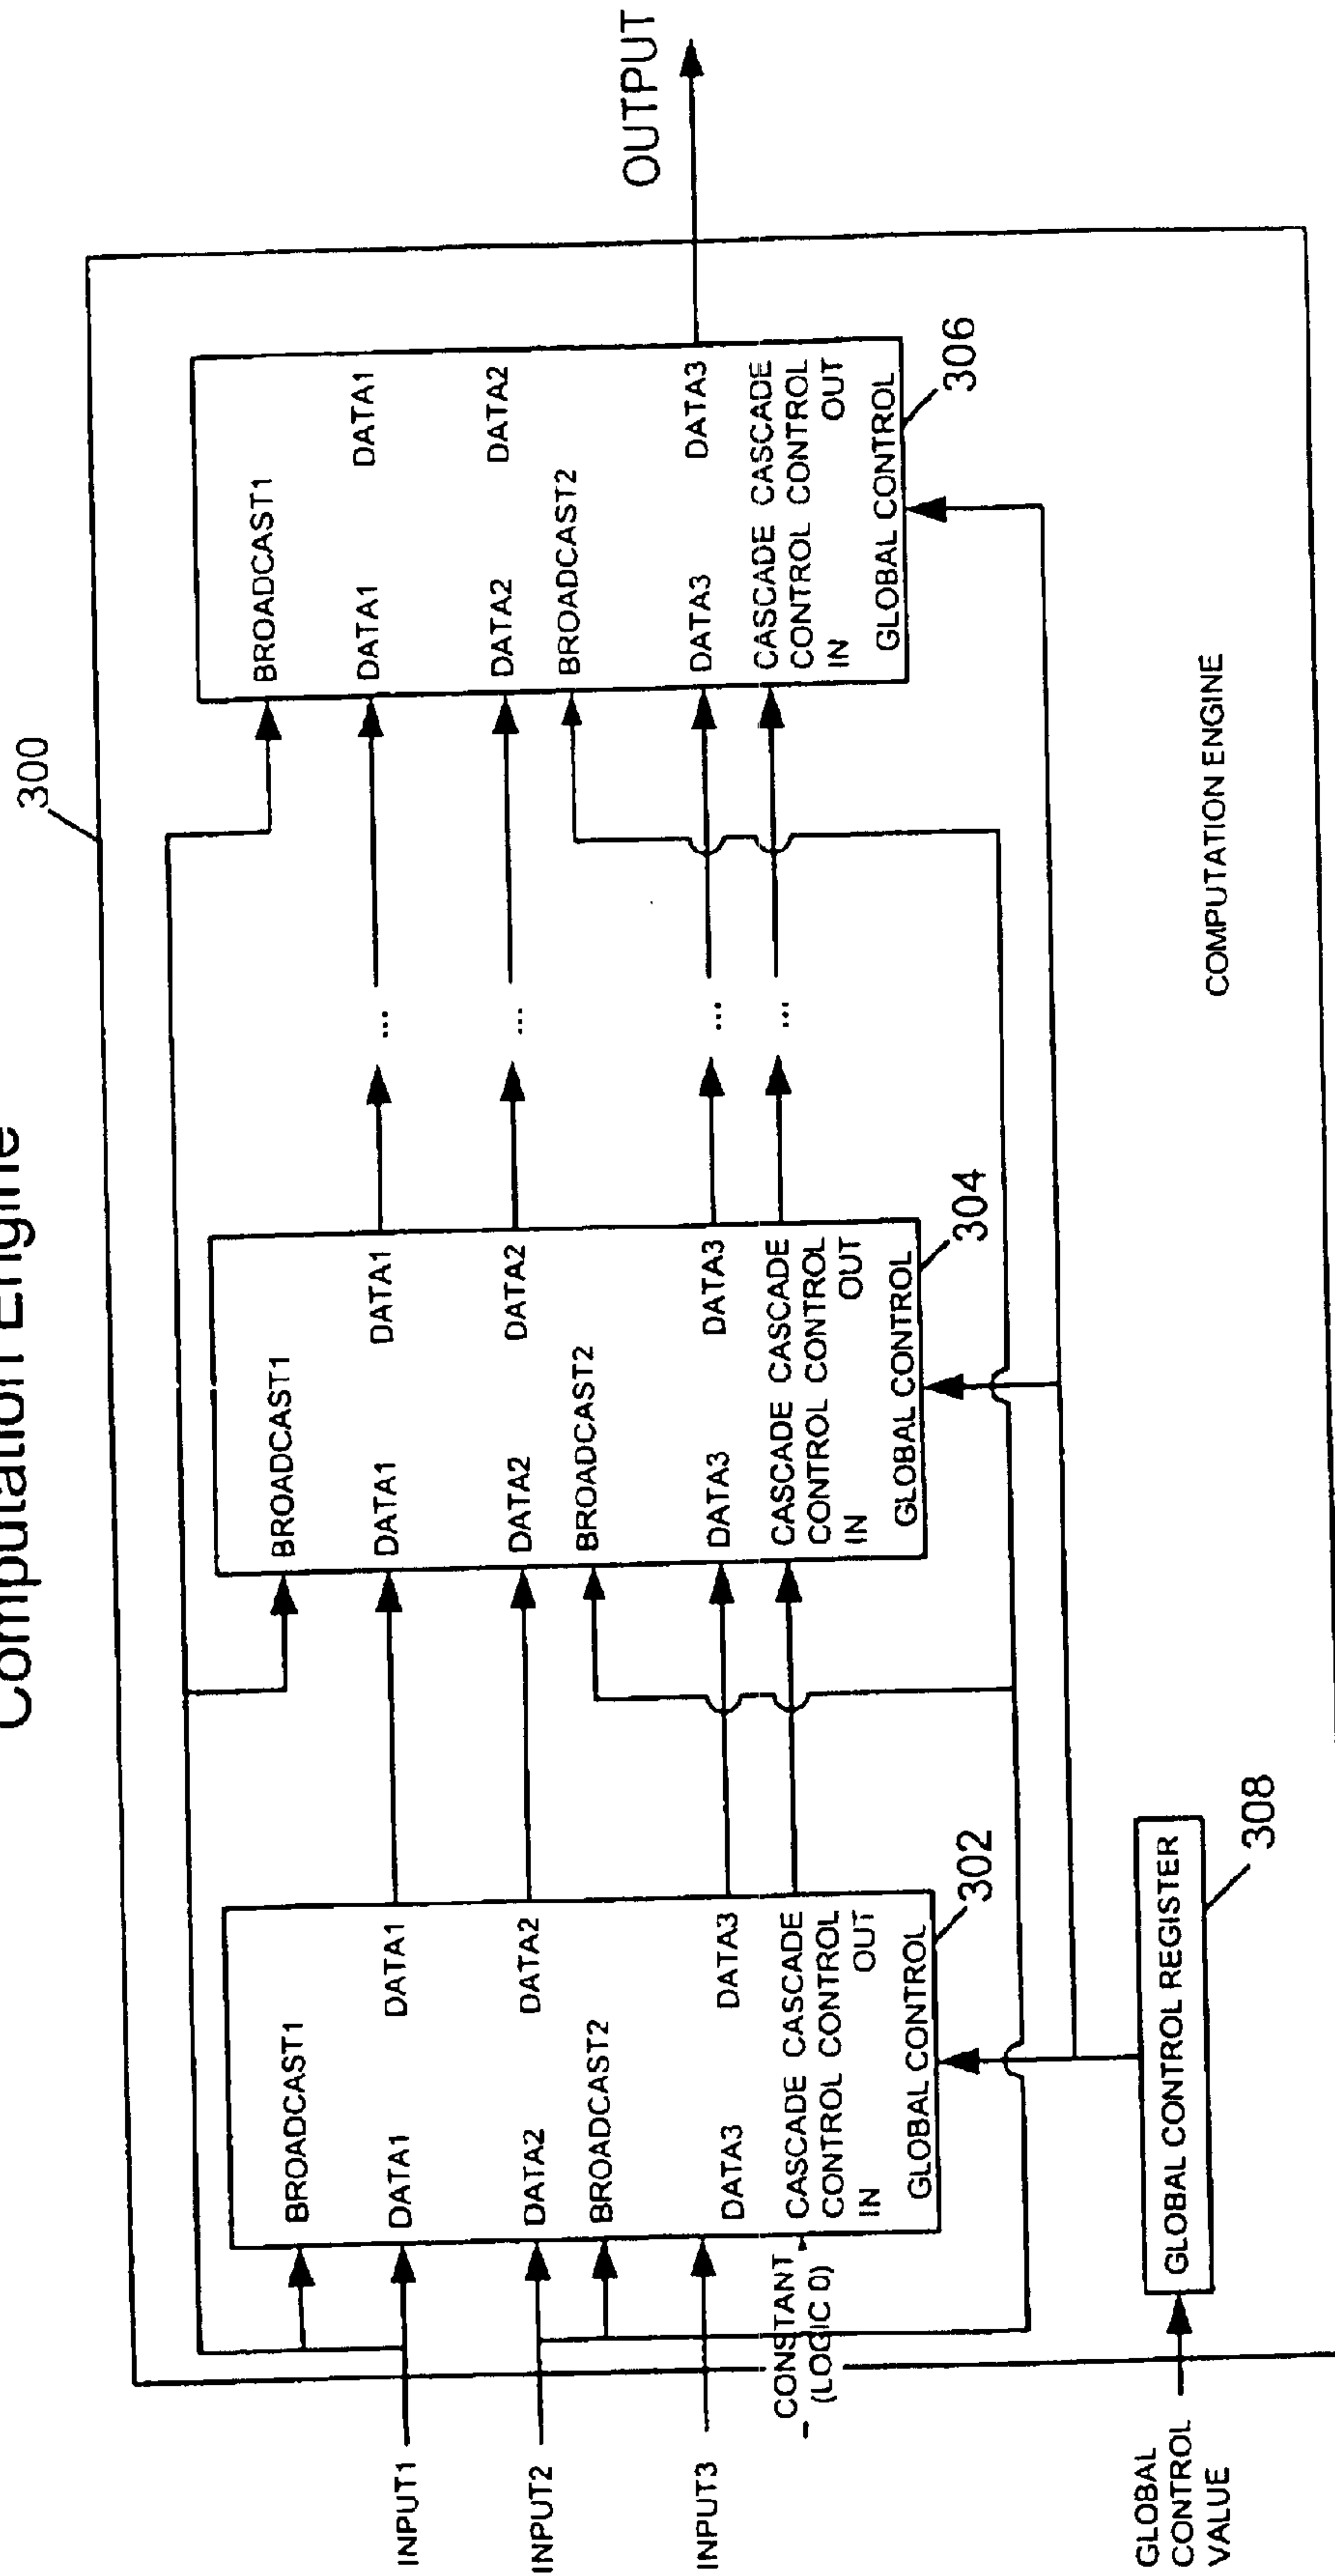 Computation Engine
300
INPUT1
INPUT2
INPUT3
CONSTANT
(LOGIC 0)
GLOBAL
CONTROL
VALUE
BROADCAST1
DATA1 DATA1
DATA2 DATA2
BROADCAST2
DATA3 DATA3
CASCADE CASCADE
CONTROL CONTROL
IN OUT
GLOBAL CONTROL
302
GLOBAL CONTROL REGISTER
308
BROADCAST1
DATA1 DATA1
DATA2 DATA2
BROADCAST2
DATA3 DATA3
CASCADE CASCADE
CONTROL CONTROL
IN OUT
GLOBAL CONTROL
304
...
...
...
...
BROADCAST1
DATA1 DATA1
DATA2 DATA2
BROADCAST2
DATA3 DATA3
CASCADE CASCADE
CONTROL CONTROL
IN OUT
GLOBAL CONTROL
306
COMPUTATION ENGINE
OUTPUT